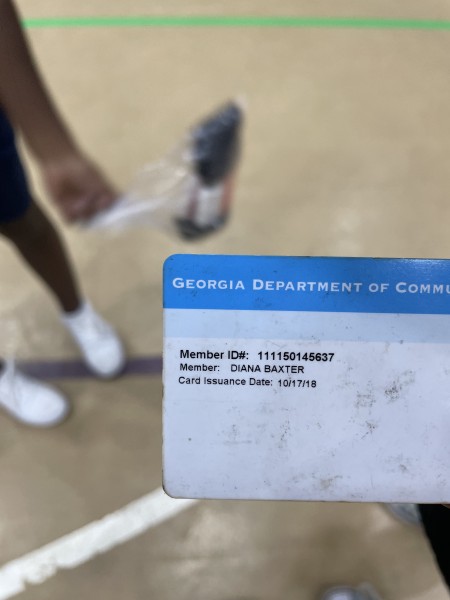 GEORGIA DEPARTMENT OF COMMU
Member ID#: 111150145637
Member: DIANA BAXTER
Card Issuance Date: 10/17/18